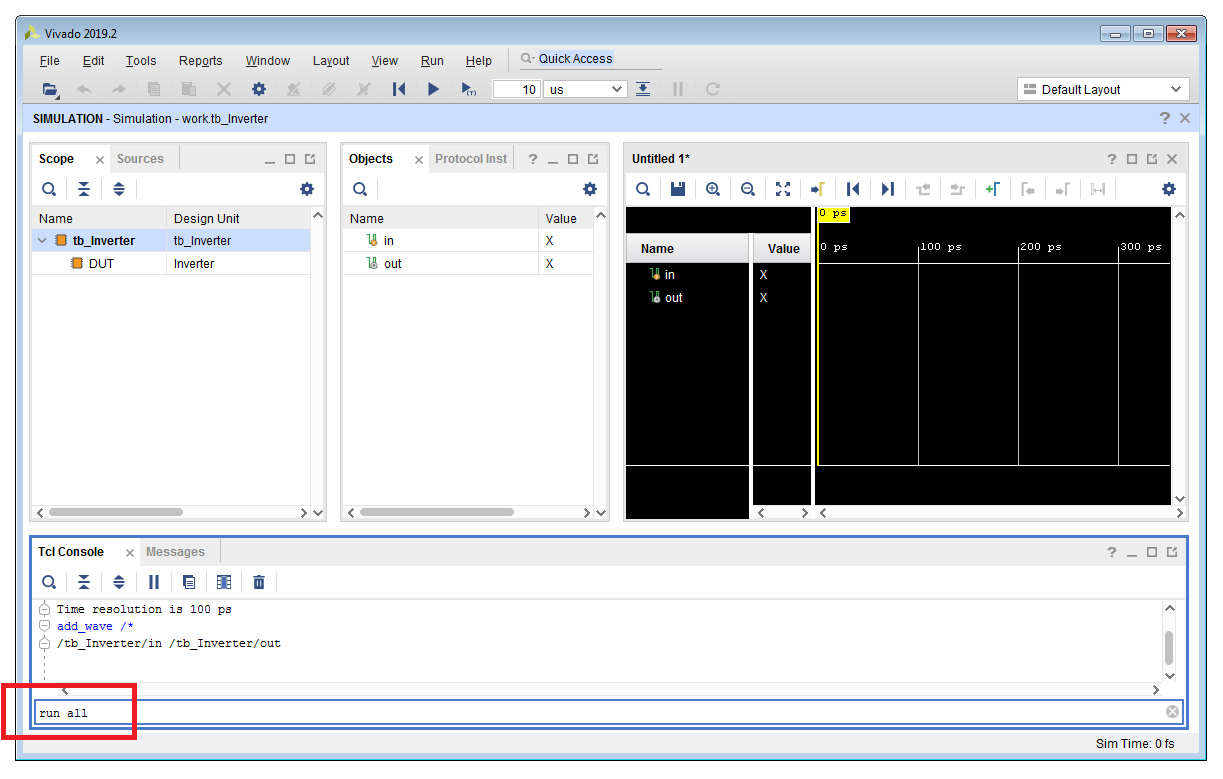 Vivado 2019.2
File Edit Tools Reports Window Layout View Run Help Quick Access
(T) 10 us Default Layout
SIMULATION - Simulation - work.tb_Inverter
Scope Sources
Name Design Unit
tb_Inverter tb_Inverter
DUT Inverter
Objects Protocol Inst
Name Value
in X
out X
Untitled 1*
0 ps
Name Value 0 ps 100 ps 200 ps 300 ps
in X
out X
Tcl Console Messages
Time resolution is 100 ps
add_wave /*
/tb_Inverter/in /tb_Inverter/out
run all
Sim Time: 0 fs